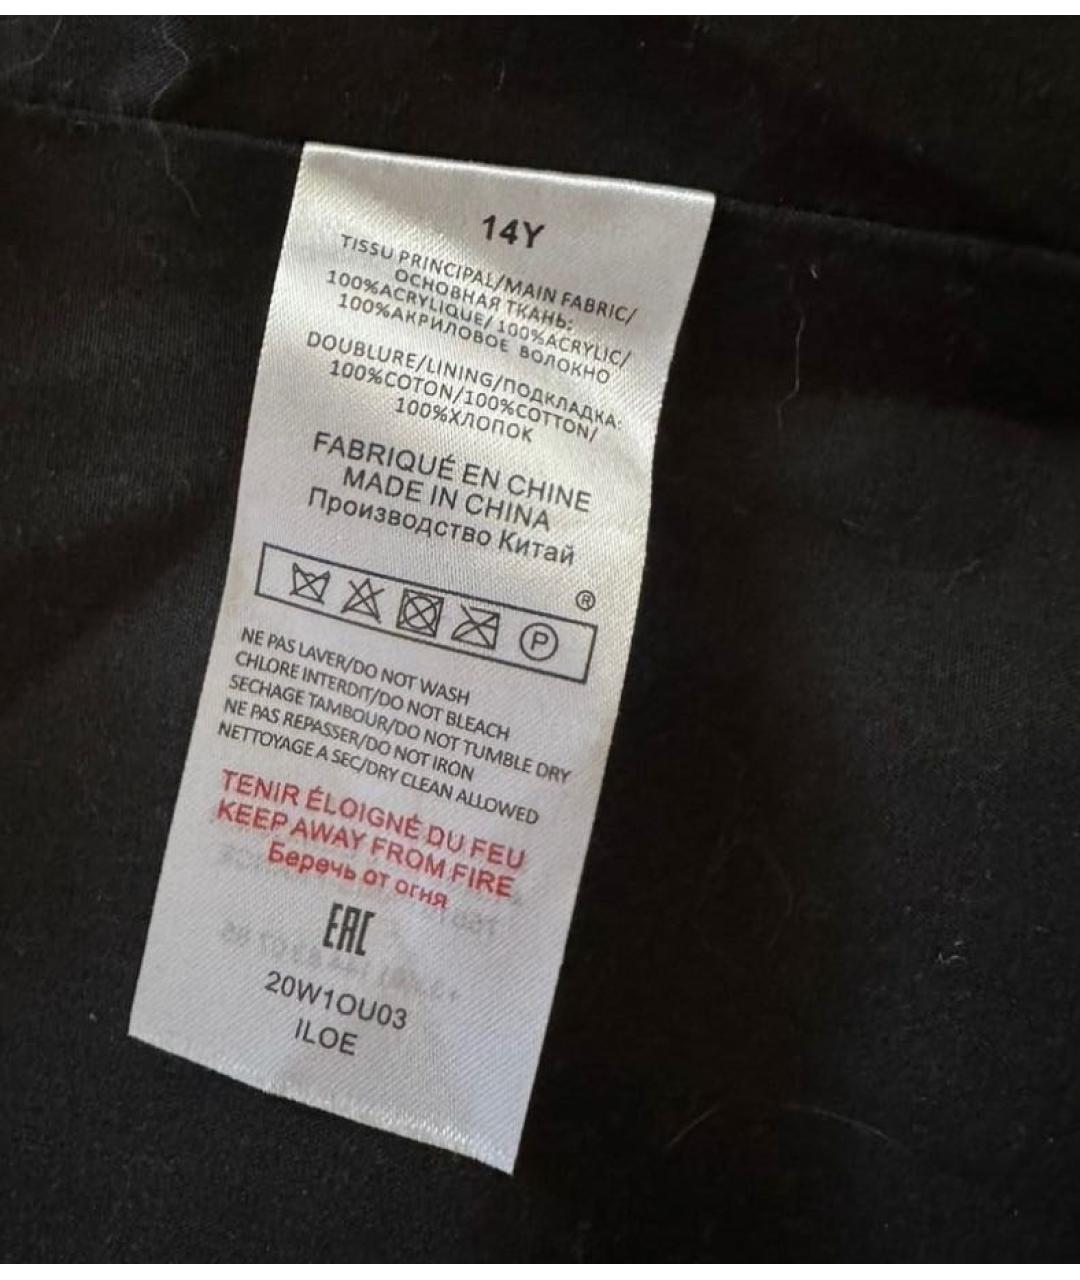 14Y
TISSU PRINCIPAL/MAIN FABRIC/
ОСНОВНАЯ ТКАНЬ:
100%ACRYLIQUE/ 100%ACRYLIC/
100%АКРИЛОВОЕ ВОЛОКНО
DOUBLURE/LINING/ПОДКЛАДКА:
100%COTON/100%COTTON/
100%ХЛОПОК
FABRIQUÉ EN CHINE
MADE IN CHINA
Производство Китай
®
P
NE PAS LAVER/DO NOT WASH
CHLORE INTERDIT/DO NOT BLEACH
SECHAGE TAMBOUR/DO NOT TUMBLE DRY
NE PAS REPASSER/DO NOT IRON
NETTOYAGE A SEC/DRY CLEAN ALLOWED
TENIR ÉLOIGNÉ DU FEU
KEEP AWAY FROM FIRE
Беречь от огня
EAC
20W1OU03
ILOE